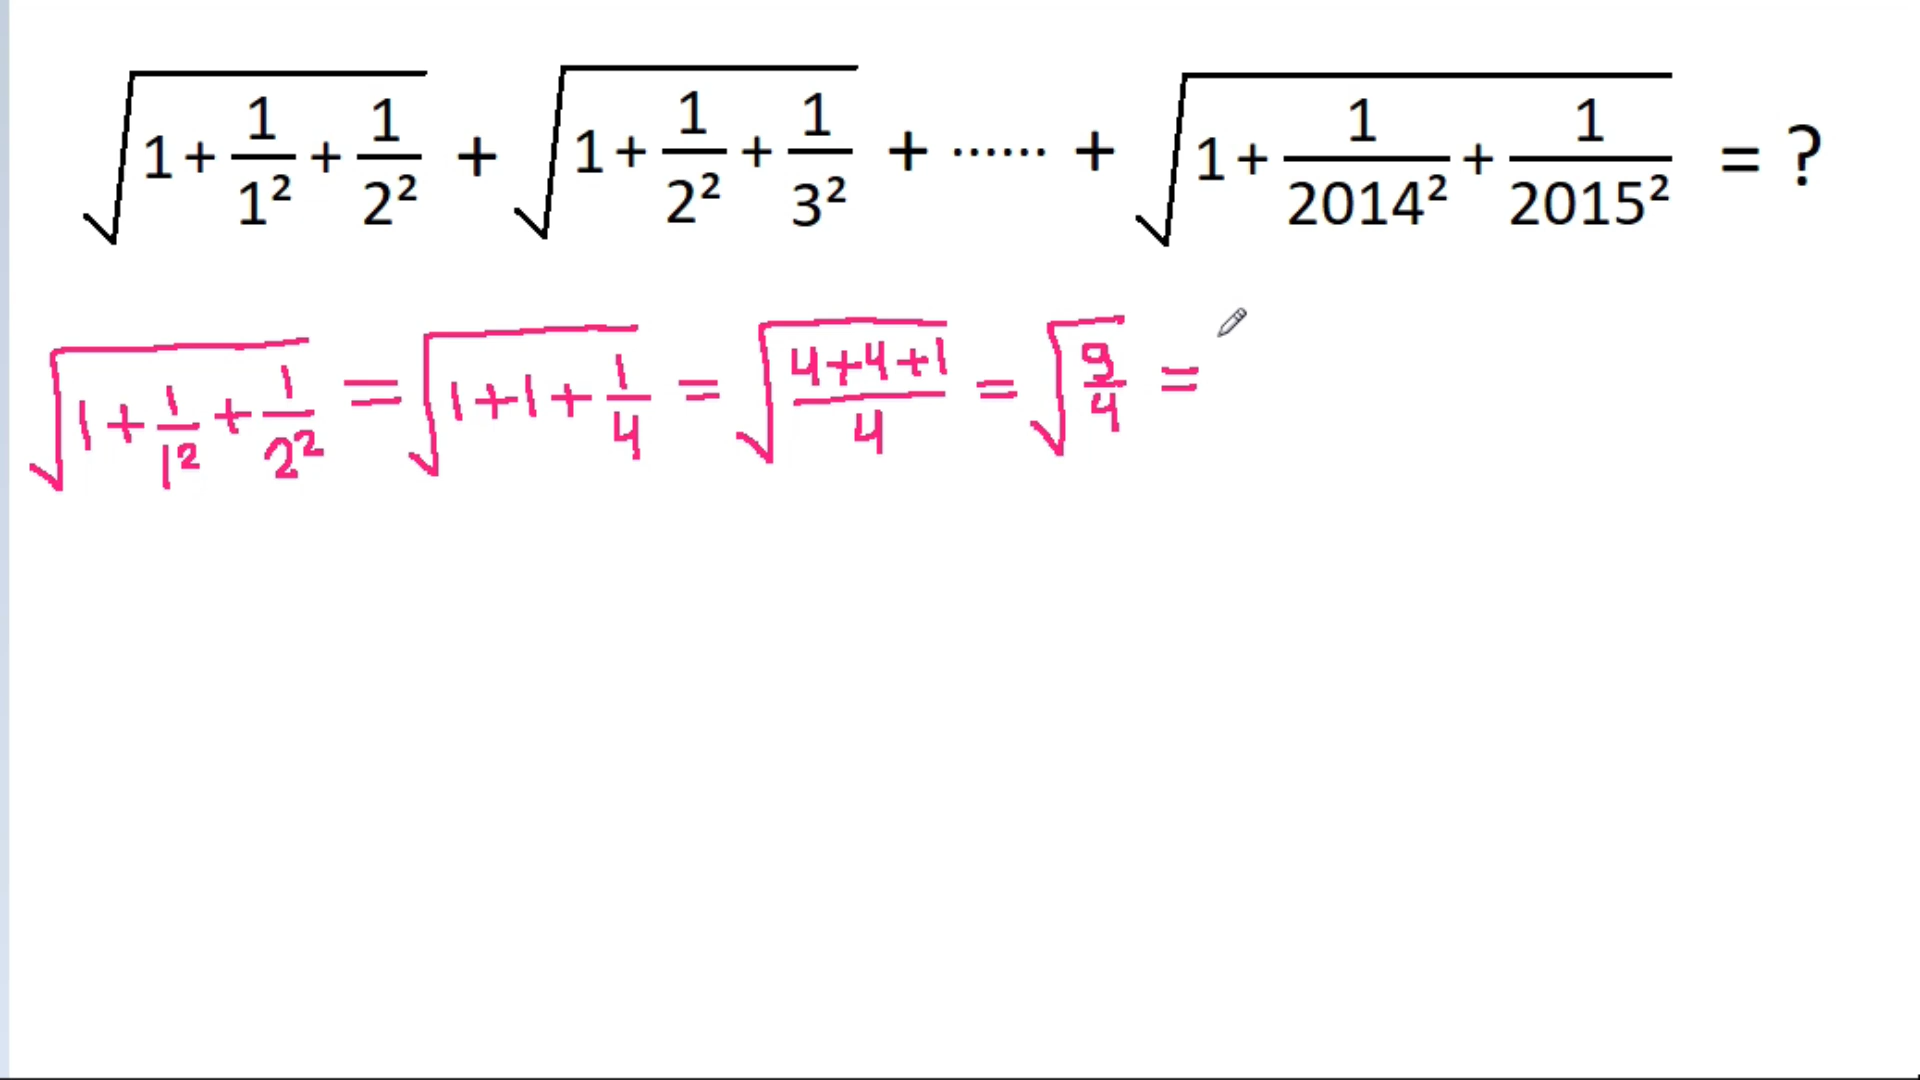 √(1 + 1/1² + 1/2²) + √(1 + 1/2² + 1/3²) + ...... + √(1 + 1/2014² + 1/2015²) = ?
√(1 + 1/1² + 1/2²) = √(1 + 1 + 1/4) = √((4 + 4 + 1)/4) = √(9/4) =